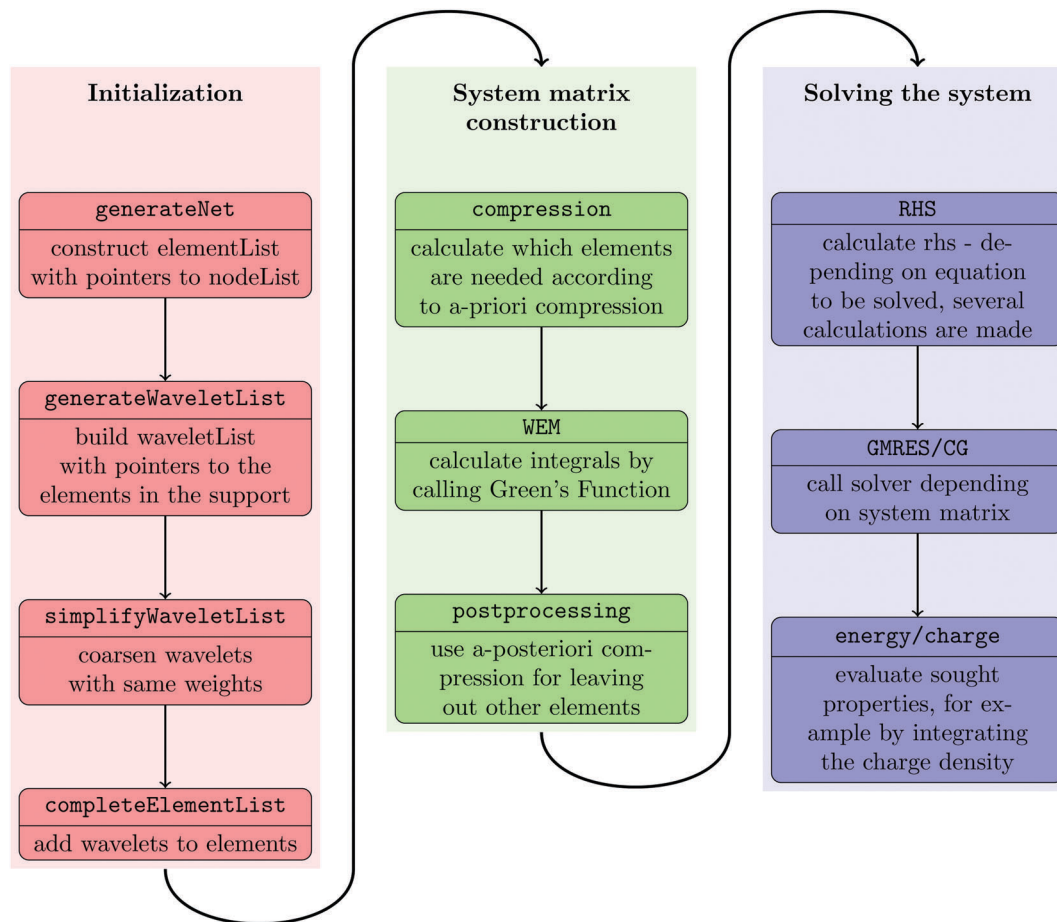 Initialization
generateNet
construct elementList
with pointers to nodeList
generateWaveletList
build waveletList
with pointers to the
elements in the support
simplifyWaveletList
coarsen wavelets
with same weights
completeElementList
add wavelets to elements
System matrix
construction
compression
calculate which elements
are needed according
to a-priori compression
WEM
calculate integrals by
calling Green's Function
postprocessing
use a-posteriori com-
pression for leaving
out other elements
Solving the system
RHS
calculate rhs - de-
pending on equation
to be solved, several
calculations are made
GMRES/CG
call solver depending
on system matrix
energy/charge
evaluate sought
properties, for ex-
ample by integrating
the charge density